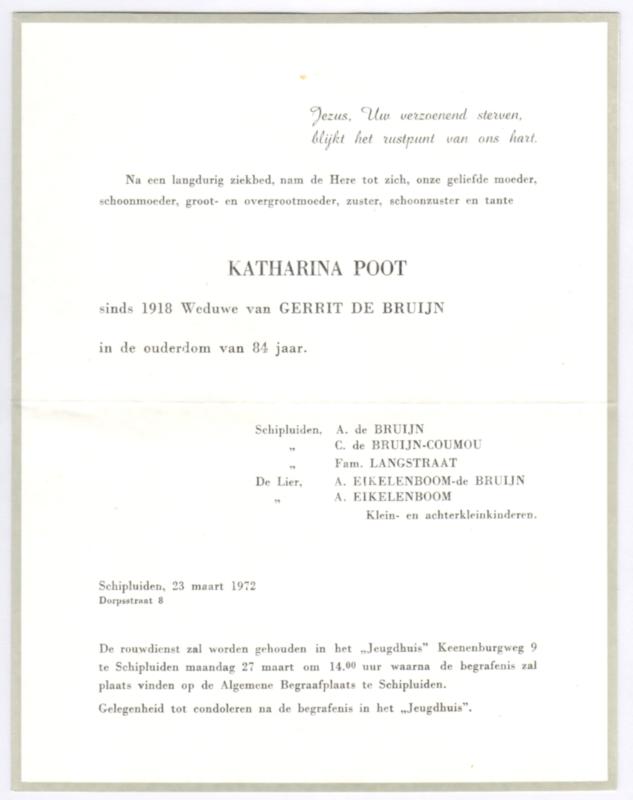 Jezus, Uw verzoenend sterven,
blijkt het rustpunt van ons hart.
Na een langdurig ziekbed, nam de Here tot zich, onze geliefde moeder,
schoonmoeder, groot- en overgrootmoeder, zuster, schoonzuster en tante
KATHARINA POOT
sinds 1918 Weduwe van GERRIT DE BRUIJN
in de ouderdom van 84 jaar.
Schipluiden, A. de BRUIJN
„ C. de BRUIJN-COUMOU
„ Fam. LANGSTRAAT
De Lier, A. EIKELENBOOM-de BRUIJN
„ A. EIKELENBOOM
Klein- en achterkleinkinderen.
Schipluiden, 23 maart 1972
Dorpsstraat 8
De rouwdienst zal worden gehouden in het „Jeugdhuis” Keenenburgweg 9
te Schipluiden maandag 27 maart om 14.00 uur waarna de begrafenis zal
plaats vinden op de Algemene Begraafplaats te Schipluiden.
Gelegenheid tot condoleren na de begrafenis in het „Jeugdhuis”.